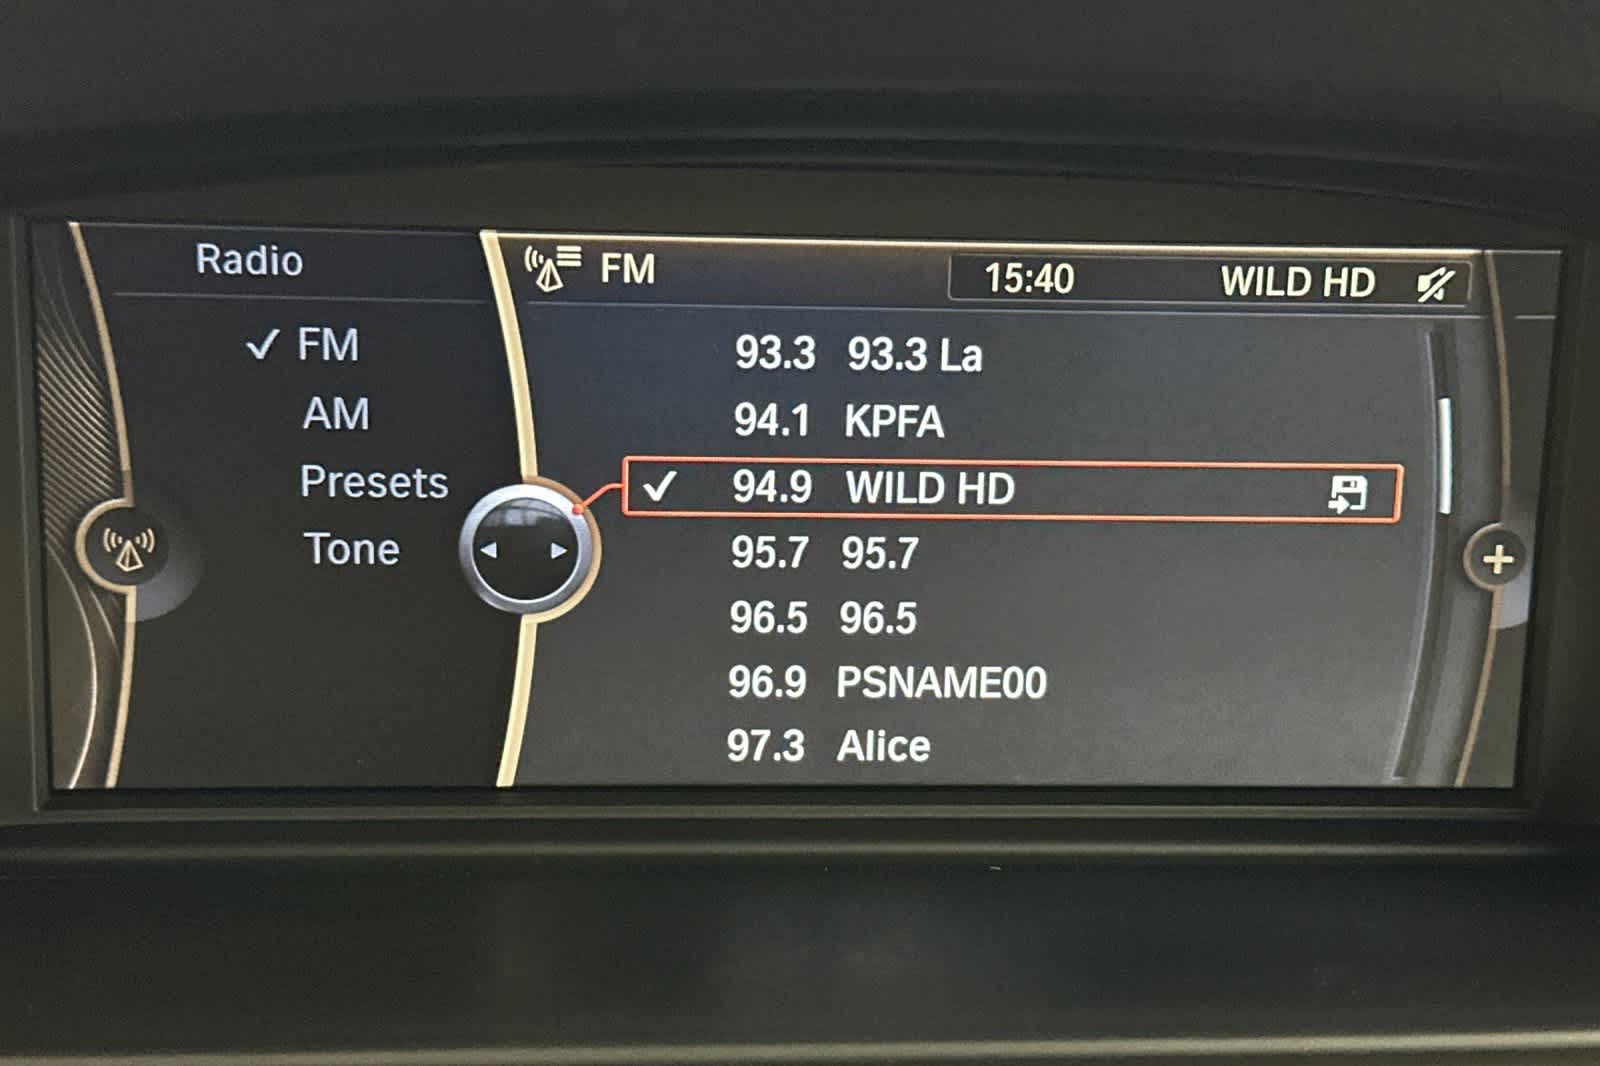 Radio
✓ FM
AM
Presets
Tone
FM
15:40 WILD HD
93.3 93.3 La
94.1 KPFA
✓ 94.9 WILD HD
95.7 95.7
96.5 96.5
96.9 PSNAME00
97.3 Alice